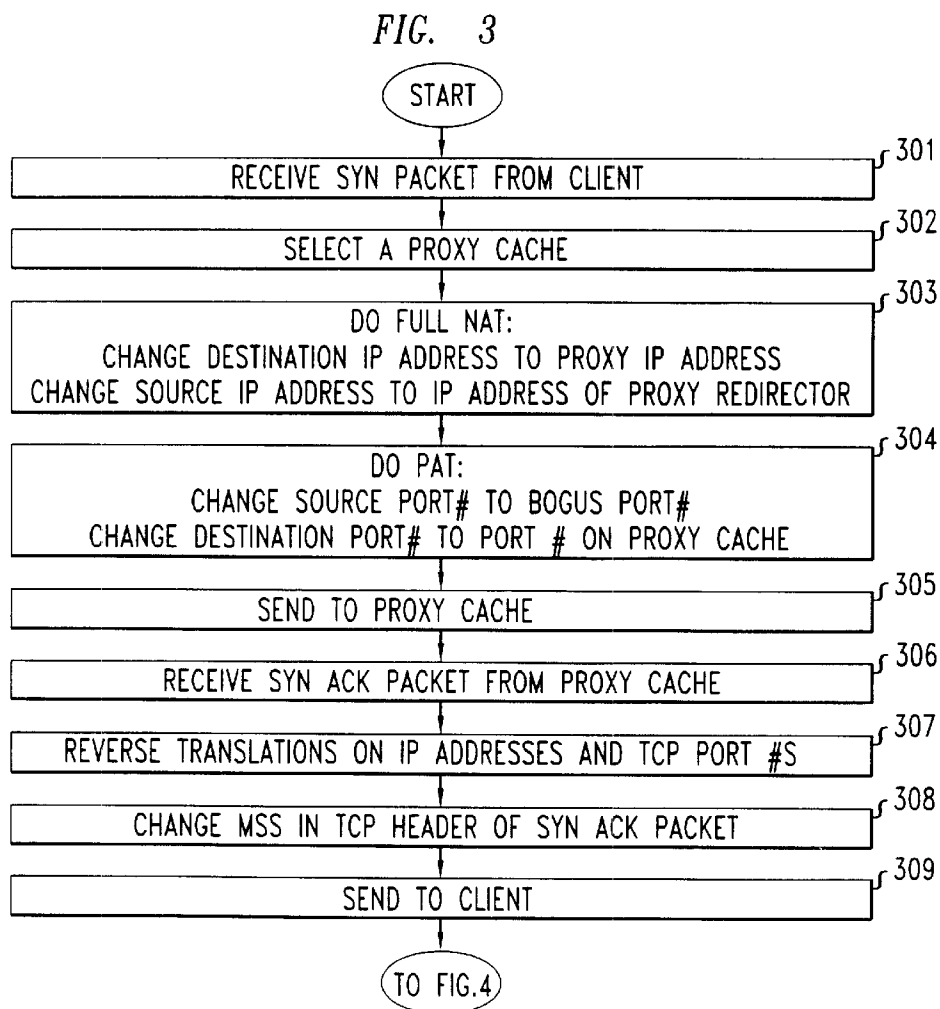 FIG. 3
START
301
RECEIVE SYN PACKET FROM CLIENT
302
SELECT A PROXY CACHE
303
DO FULL NAT:
CHANGE DESTINATION IP ADDRESS TO PROXY IP ADDRESS
CHANGE SOURCE IP ADDRESS TO IP ADDRESS OF PROXY REDIRECTOR
304
DO PAT:
CHANGE SOURCE PORT# TO BOGUS PORT#
CHANGE DESTINATION PORT# TO PORT # ON PROXY CACHE
305
SEND TO PROXY CACHE
306
RECEIVE SYN ACK PACKET FROM PROXY CACHE
307
REVERSE TRANSLATIONS ON IP ADDRESSES AND TCP PORT #S
308
CHANGE MSS IN TCP HEADER OF SYN ACK PACKET
309
SEND TO CLIENT
TO FIG.4